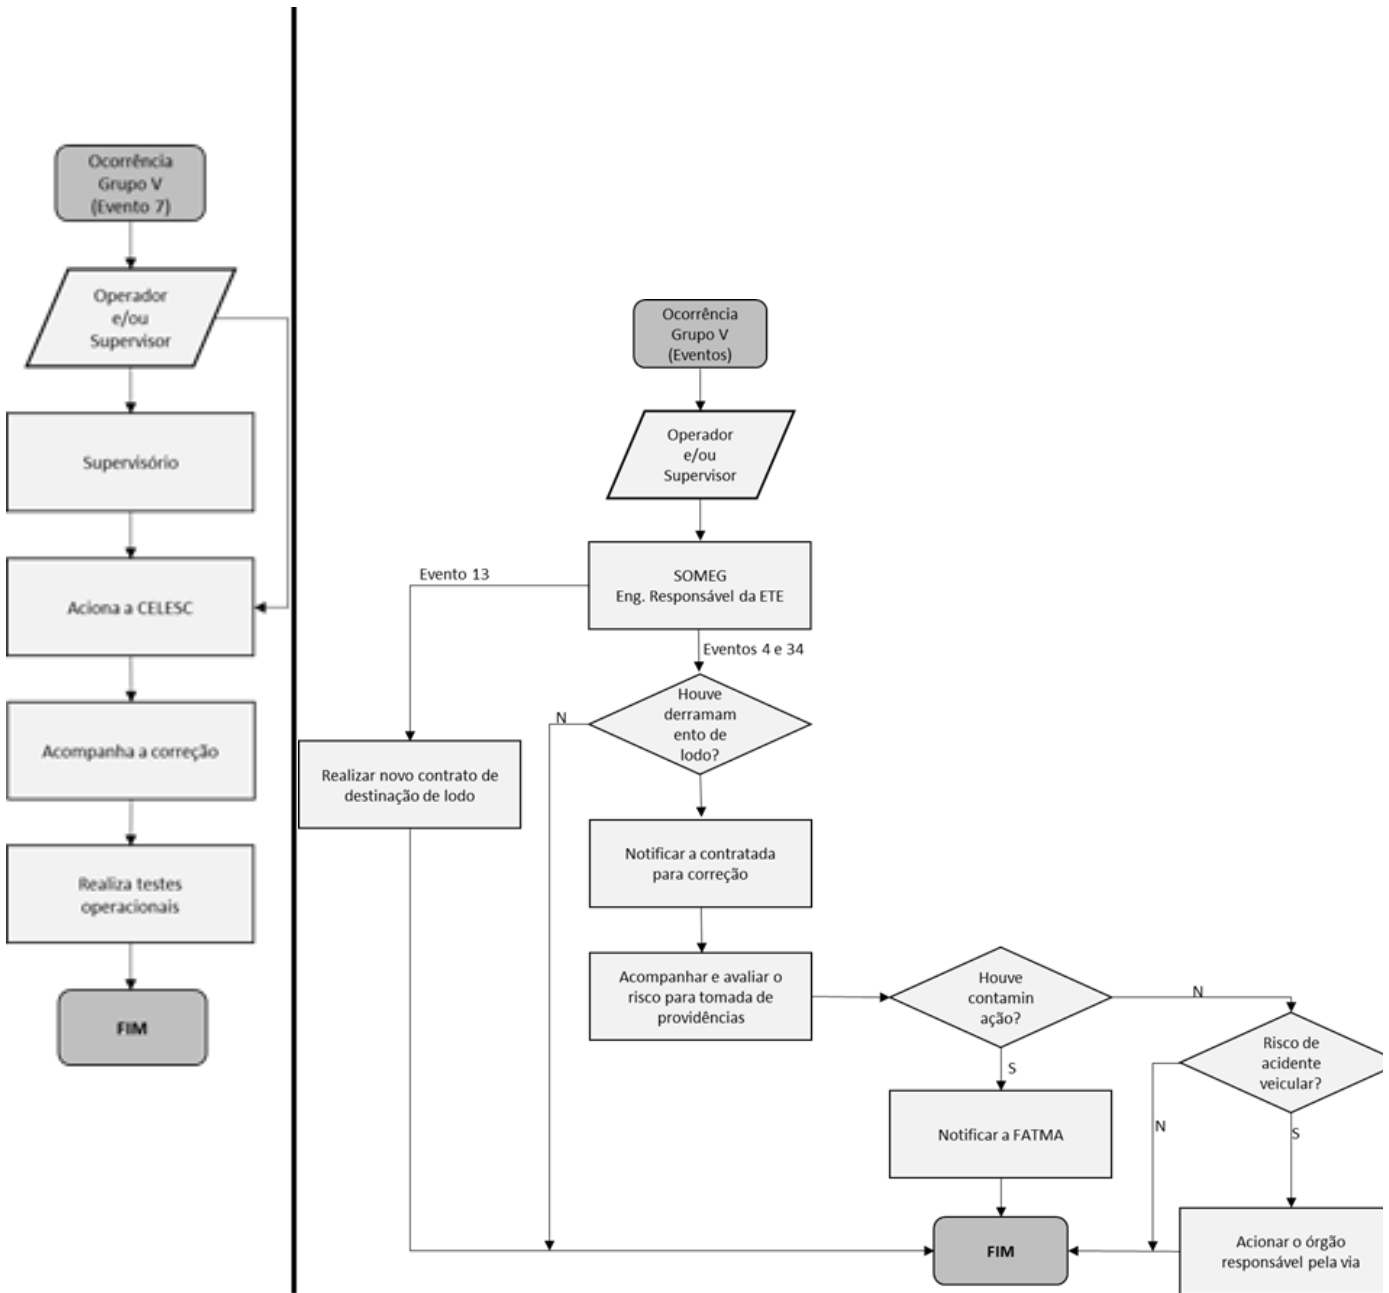 Ocorrência
Grupo V
(Evento 7)
Operador
e/ou
Supervisor
Supervisório
Aciona a CELESC
Acompanha a correção
Realiza testes
operacionais
FIM
Ocorrência
Grupo V
(Eventos)
Operador
e/ou
Supervisor
SOMEG
Eng. Responsável da ETE
Evento 13
Eventos 4 e 34
Houve
derramam
ento de
lodo?
N
Realizar novo contrato de
destinação de lodo
Notificar a contratada
para correção
Acompanhar e avaliar o
risco para tomada de
providências
Houve
contamin
ação?
N
S
Risco de
acidente
veicular?
N
S
Notificar a FATMA
Acionar o órgão
responsável pela via
FIM